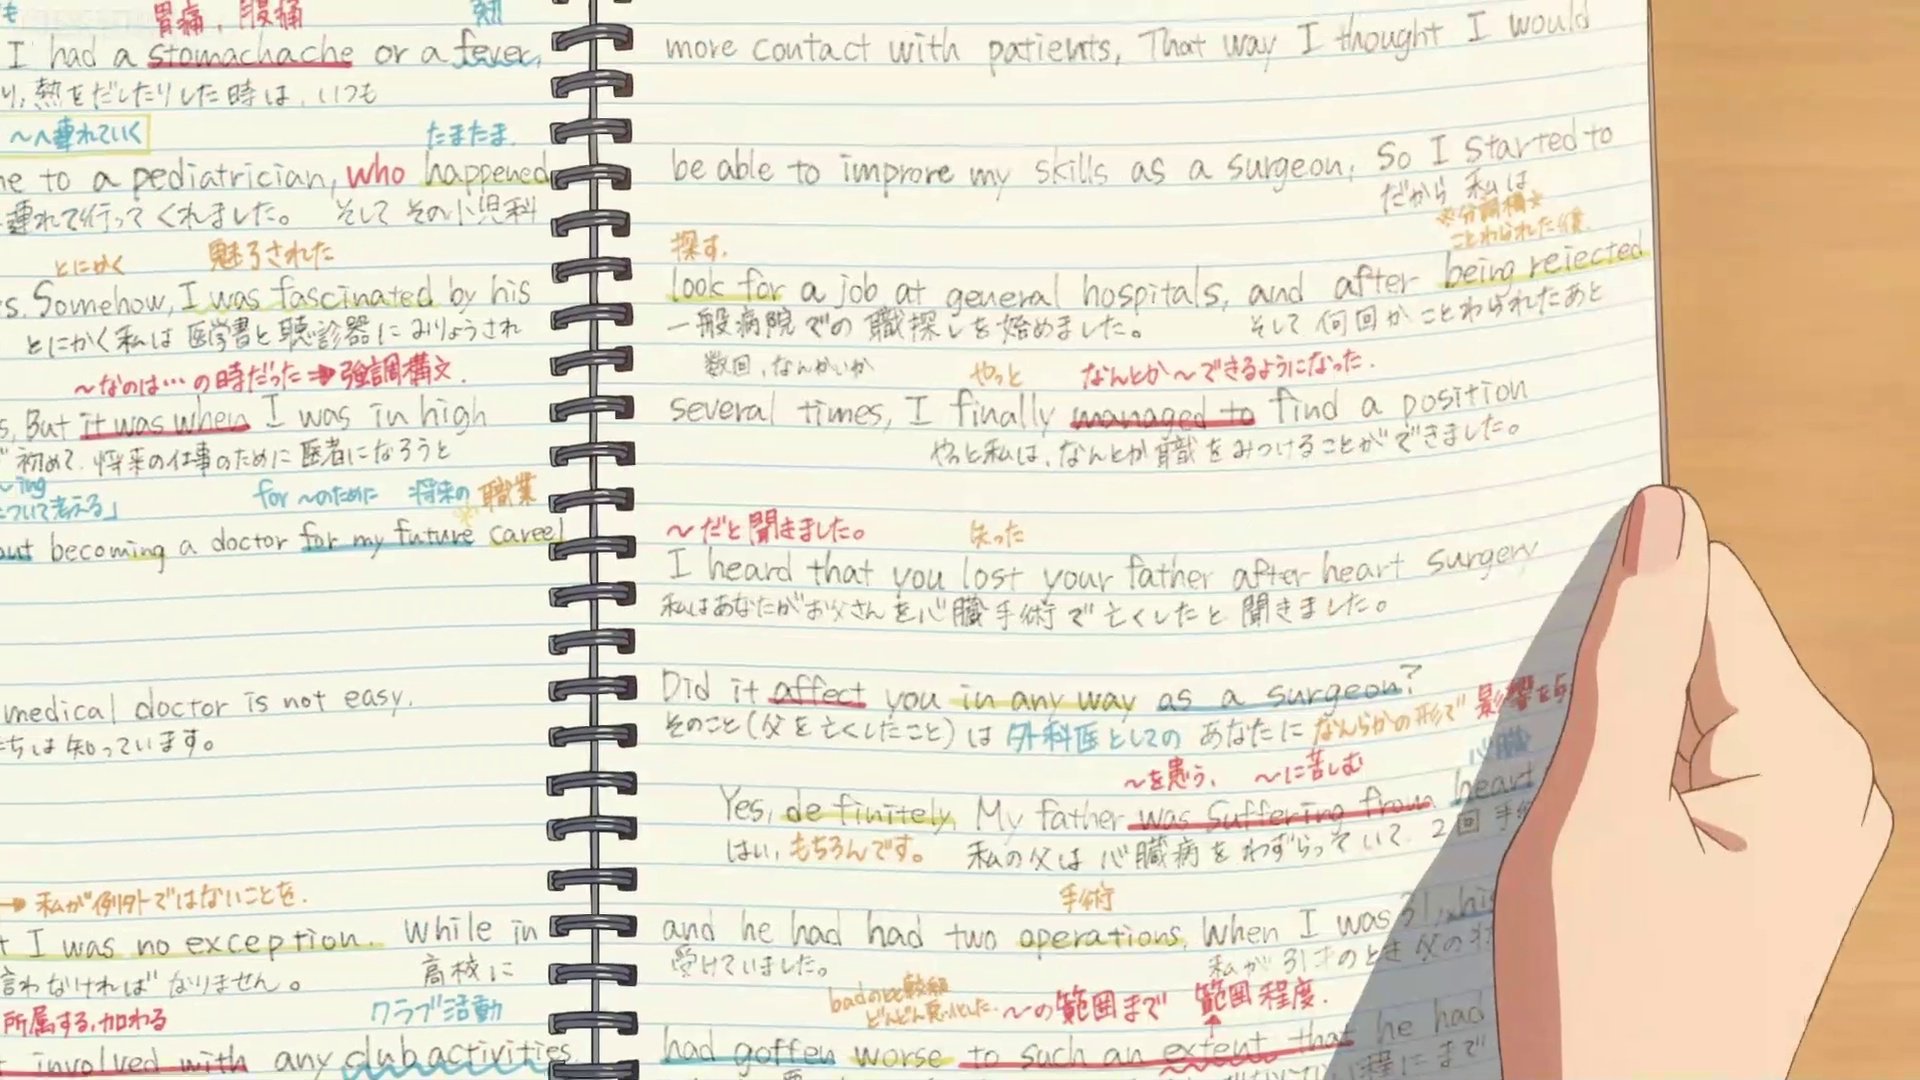 胃痛、腹痛 熱
I had a stomachache or a fever,
り、熱をだしたりした時は、いつも
〜へ連れていく たまたま.
to a pediatrician, who happened
連れて行ってくれました。 そして その小児科
とにかく 魅了された
s. Somehow, I was fascinated by his
とにかく私は 医学書と聴診器にみりょうされ
〜なのは…の時だった➡強調構文.
s, But it was when I was in high
初めて、将来の仕事のために医者になろうと
〜ing for 〜のために 将来の 職業
について考える」
out becoming a doctor for my future career
medical doctor is not easy.
ちは知っています。
➡ 私が例外ではないことを.
t I was no exception. While in
言わなければなりません。 高校に
所属する,加わる クラブ活動
t involved with any club activities.
more contact with patients, That way I thought I would
be able to improre my skills as a surgeon. So I started to
だから 私は
※分詞構文※
探す. ことわられた後.
look for a job at general hospitals, and after being rejected
一般病院での職探しを始めました。 そして 何回か ことわられたあと
数回,なんかいか やっと なんとか〜できるようになった.
several times, I finally managed to find a position
やっと私は、なんとか職をみつけることができました。
〜だと聞きました。 失った
I heard that you lost your father after heart surgery
私はあなたがお父さんを心臓手術で亡くしたと聞きました。
Did it affect you in any way as a surgeon?
そのこと(父を亡くしたこと)は 外科医としての あなたに なんらかの形で 影響を与
〜を患う、 〜に苦しむ 心臓
Yes, definitely, My father was suffering from heart
はい,もちろんです。 私の父は 心臓病をわずらっていて、2回手術
手術
and he had had two operations, When I was 31, his
受けていました。 私が31才のとき父の
badの比較級
どんどん悪化した. 〜の範囲まで 範囲 程度.
had gotten worse to such an extent that he had
程にまで